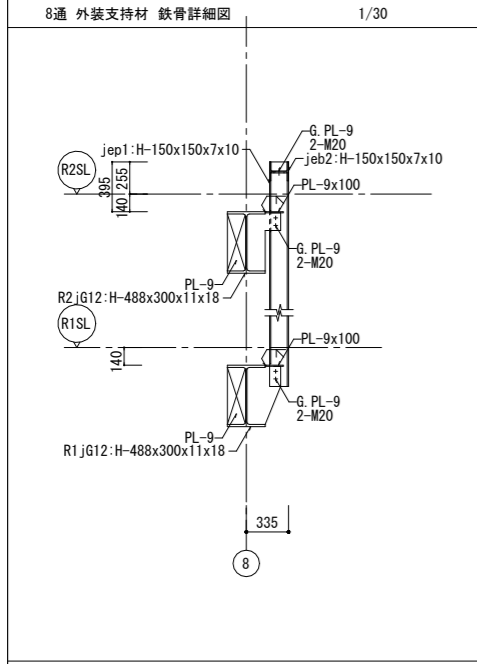 8通 外装支持材 鉄骨詳細図 1/30
G.PL-9
2-M20
jep1:H-150x150x7x10
jeb2:H-150x150x7x10
R2SL
395
255
140
PL-9x100
G.PL-9
2-M20
PL-9
R2jG12:H-488x300x11x18
R1SL
140
PL-9x100
G.PL-9
2-M20
PL-9
R1jG12:H-488x300x11x18
335
8